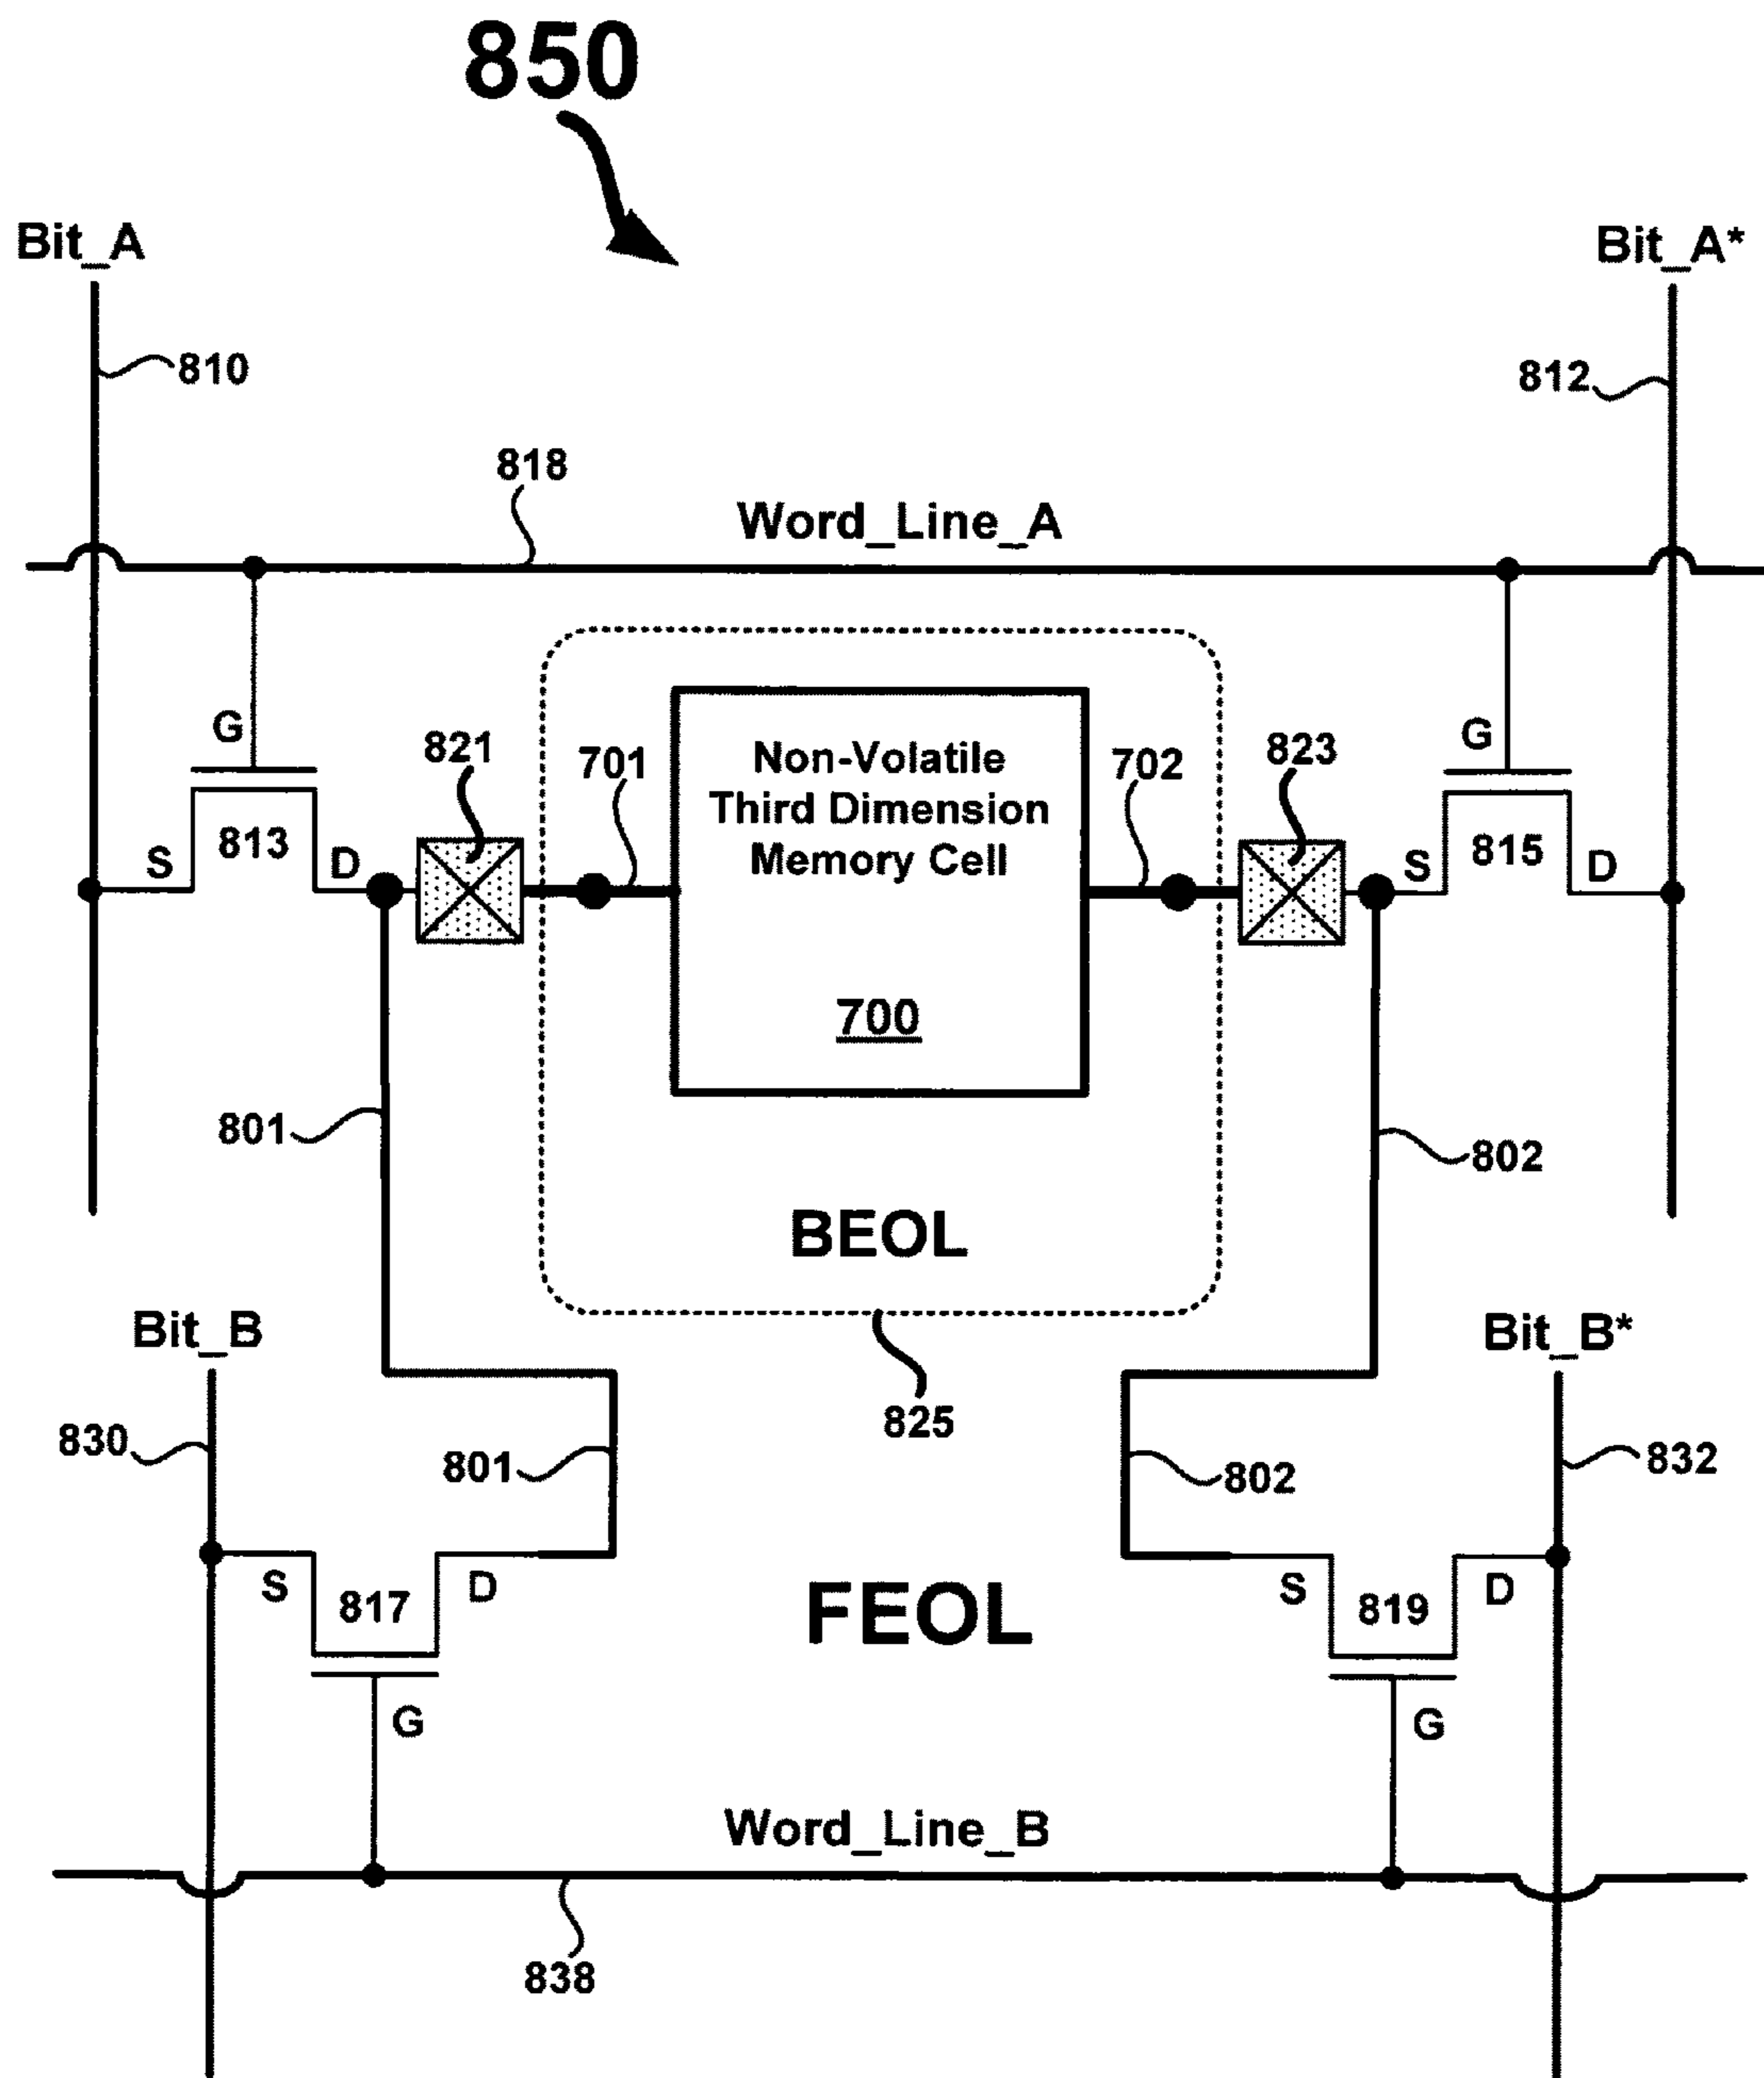 850
Bit_A
Bit_A*
810
812
818
Word_Line_A
G
G
821
701
Non-Volatile
Third Dimension
Memory Cell
702
823
S
813
D
S
815
D
700
801
802
BEOL
Bit_B
Bit_B*
825
830
801
802
832
S
817
D
FEOL
S
819
D
G
G
Word_Line_B
838